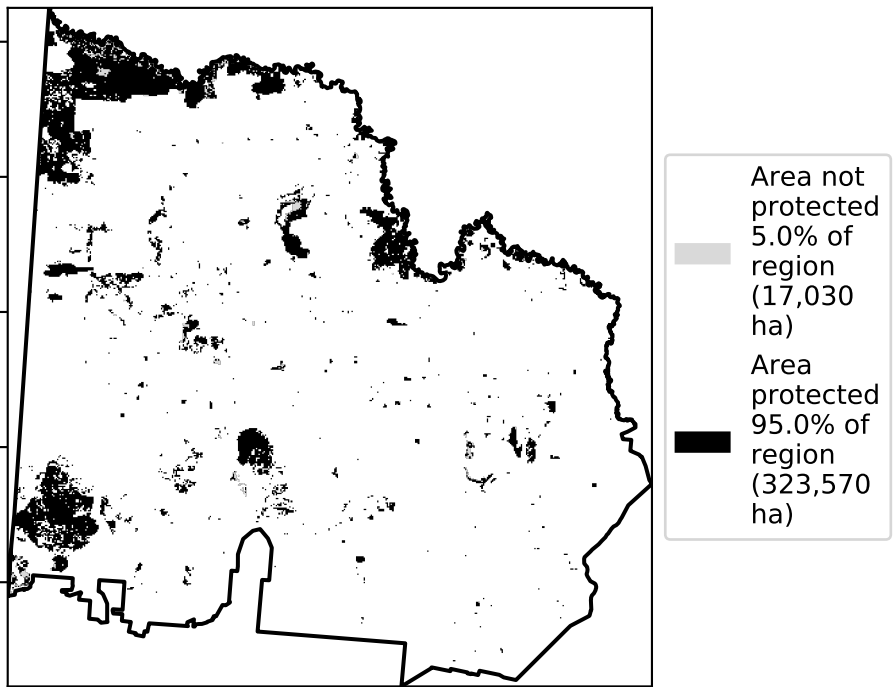 Area not
protected
5.0% of
region
(17,030
ha)
Area
protected
95.0% of
region
(323,570
ha)